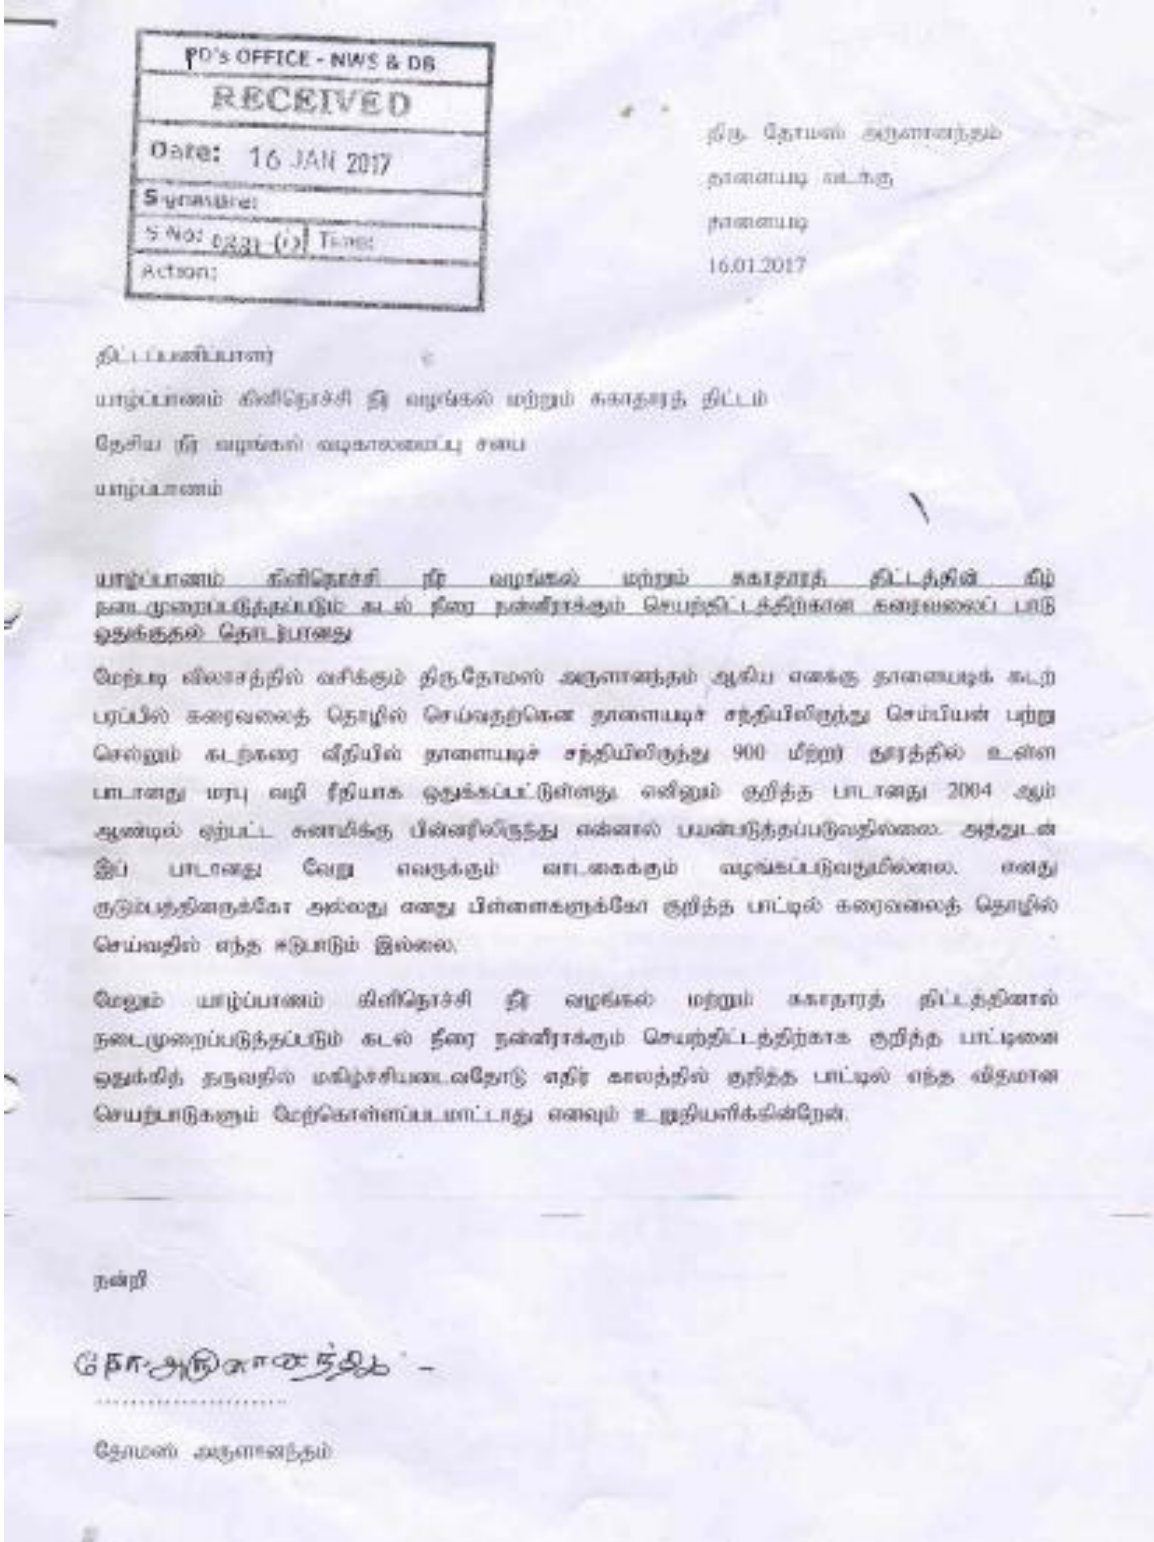 PD's OFFICE - NWS & DB
RECEIVED
Date: 16 JAN 2017
Signature:
S No: Time:
Action:
திரு. தோமஸ் அருளானந்தம்
தாளையடி வடக்கு
தாளையடி
16.01.2017
திட்டப்பணிப்பாளர்
யாழ்ப்பாணம் கிளிநொச்சி நீர் வழங்கல் மற்றும் சுகாதாரத் திட்டம்
தேசிய நீர் வழங்கல் வடிகாலமைப்பு சபை
யாழ்ப்பாணம்
யாழ்ப்பாணம் கிளிநொச்சி நீர் வழங்கல் மற்றும் சுகாதாரத் திட்டத்தின் கீழ்
நடைமுறைப்படுத்தப்படும் கடல் நீரை நன்னீராக்கும் செயற்திட்டத்திற்கான கரைவலைப் பாடு
ஒதுக்குதல் தொடர்பானது
மேற்படி விலாசத்தில் வசிக்கும் திரு.தோமஸ் அருளானந்தம் ஆகிய எனக்கு தாளையடிக் கடற்
பரப்பில் கரைவலைத் தொழில் செய்வதற்கென தாளையடிச் சந்தியிலிருந்து செம்பியன் பற்று
செல்லும் கடற்கரை வீதியில் தாளையடிச் சந்தியிலிருந்து 900 மீற்றர் தூரத்தில் உள்ள
பாடானது மரபு வழி ரீதியாக ஒதுக்கப்பட்டுள்ளது. எனினும் குறித்த பாடானது 2004 ஆம்
ஆண்டில் ஏற்பட்ட சுனாமிக்கு பின்னரிலிருந்து என்னால் பயன்படுத்தப்படுவதில்லை. அத்துடன்
இப் பாடானது வேறு எவருக்கும் வாடகைக்கும் வழங்கப்படுவதுமில்லை. எனது
குடும்பத்தினருக்கோ அல்லது எனது பிள்ளைகளுக்கோ குறித்த பாட்டில் கரைவலைத் தொழில்
செய்வதில் எந்த ஈடுபாடும் இல்லை.
மேலும் யாழ்ப்பாணம் கிளிநொச்சி நீர் வழங்கல் மற்றும் சுகாதாரத் திட்டத்தினால்
நடைமுறைப்படுத்தப்படும் கடல் நீரை நன்னீராக்கும் செயற்திட்டத்திற்காக குறித்த பாட்டினை
ஒதுக்கித் தருவதில் மகிழ்ச்சியடைவதோடு எதிர் காலத்தில் குறித்த பாட்டில் எந்த விதமான
செயற்பாடுகளும் மேற்கொள்ளப்படமாட்டாது எனவும் உறுதியளிக்கின்றேன்.
நன்றி
தோ.அருளானந்தம்
தோமஸ் அருளானந்தம்